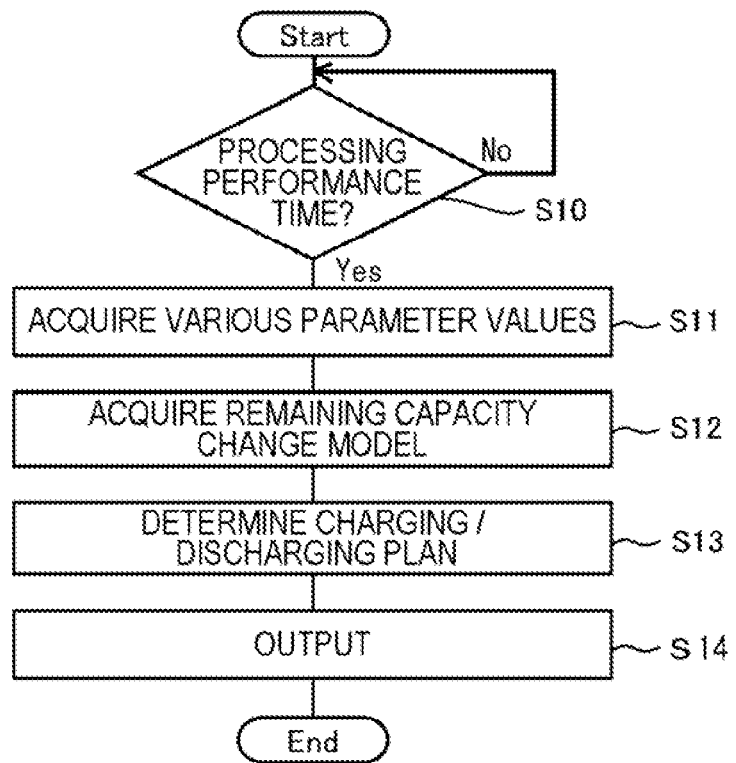 Start
PROCESSING
PERFORMANCE
TIME?
No
S10
Yes
ACQUIRE VARIOUS PARAMETER VALUES
S11
ACQUIRE REMAINING CAPACITY
CHANGE MODEL
S12
DETERMINE CHARGING /
DISCHARGING PLAN
S13
OUTPUT
S14
End